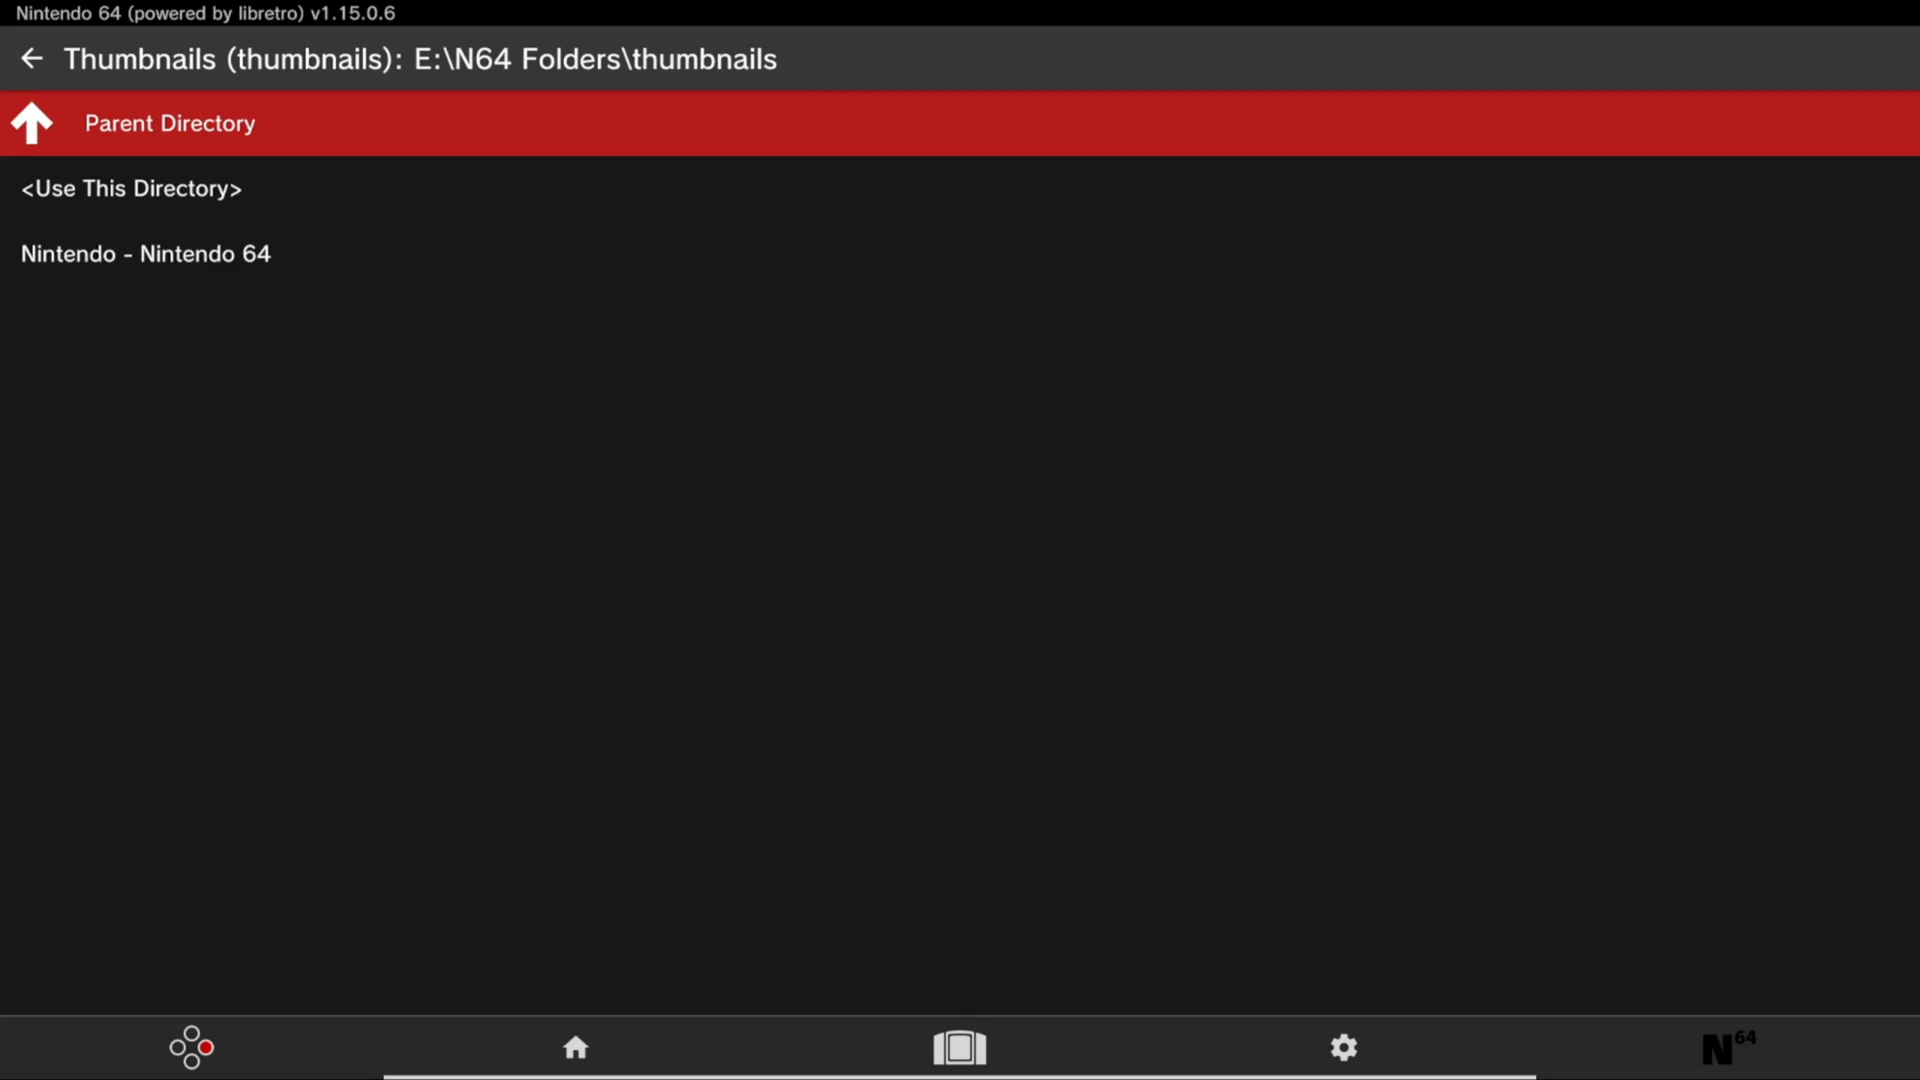 Nintendo 64 (powered by libretro) v1.15.0.6
Thumbnails (thumbnails): E:\N64 Folders\thumbnails
Parent Directory
<Use This Directory>
Nintendo - Nintendo 64
N64